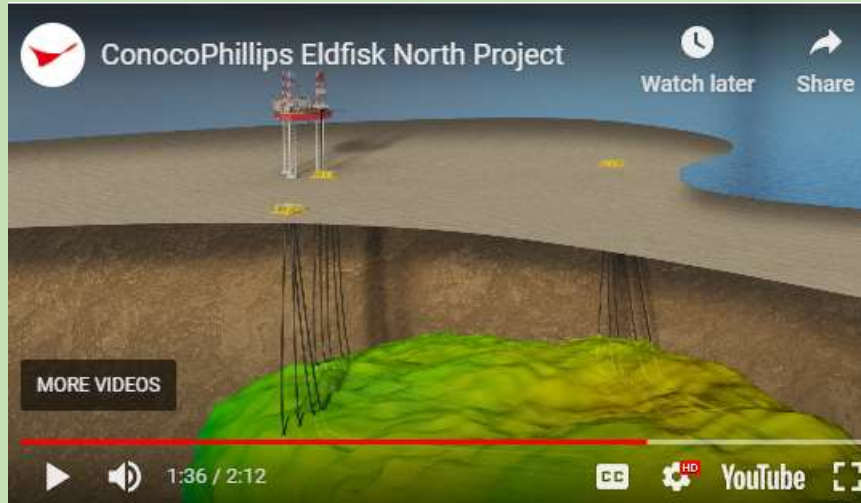 ConocoPhillips Eldfisk North Project
Watch later
Share
MORE VIDEOS
1:36 / 2:12
CC
HD
YouTube